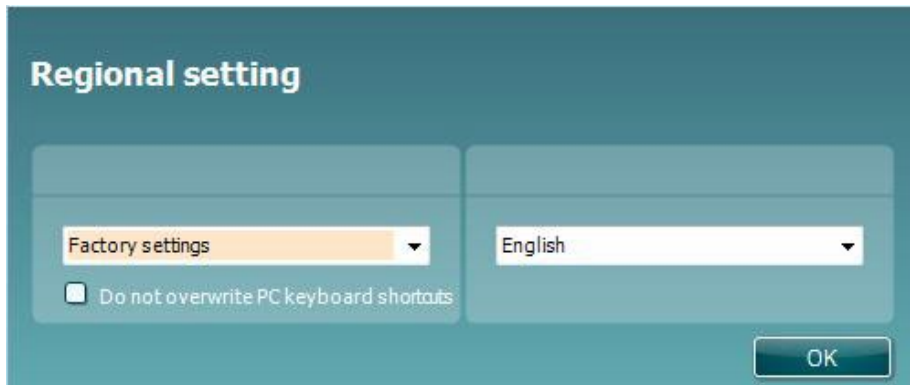 Regional setting
Factory settings
English
Do not overwrite PC keyboard shortcuts
OK